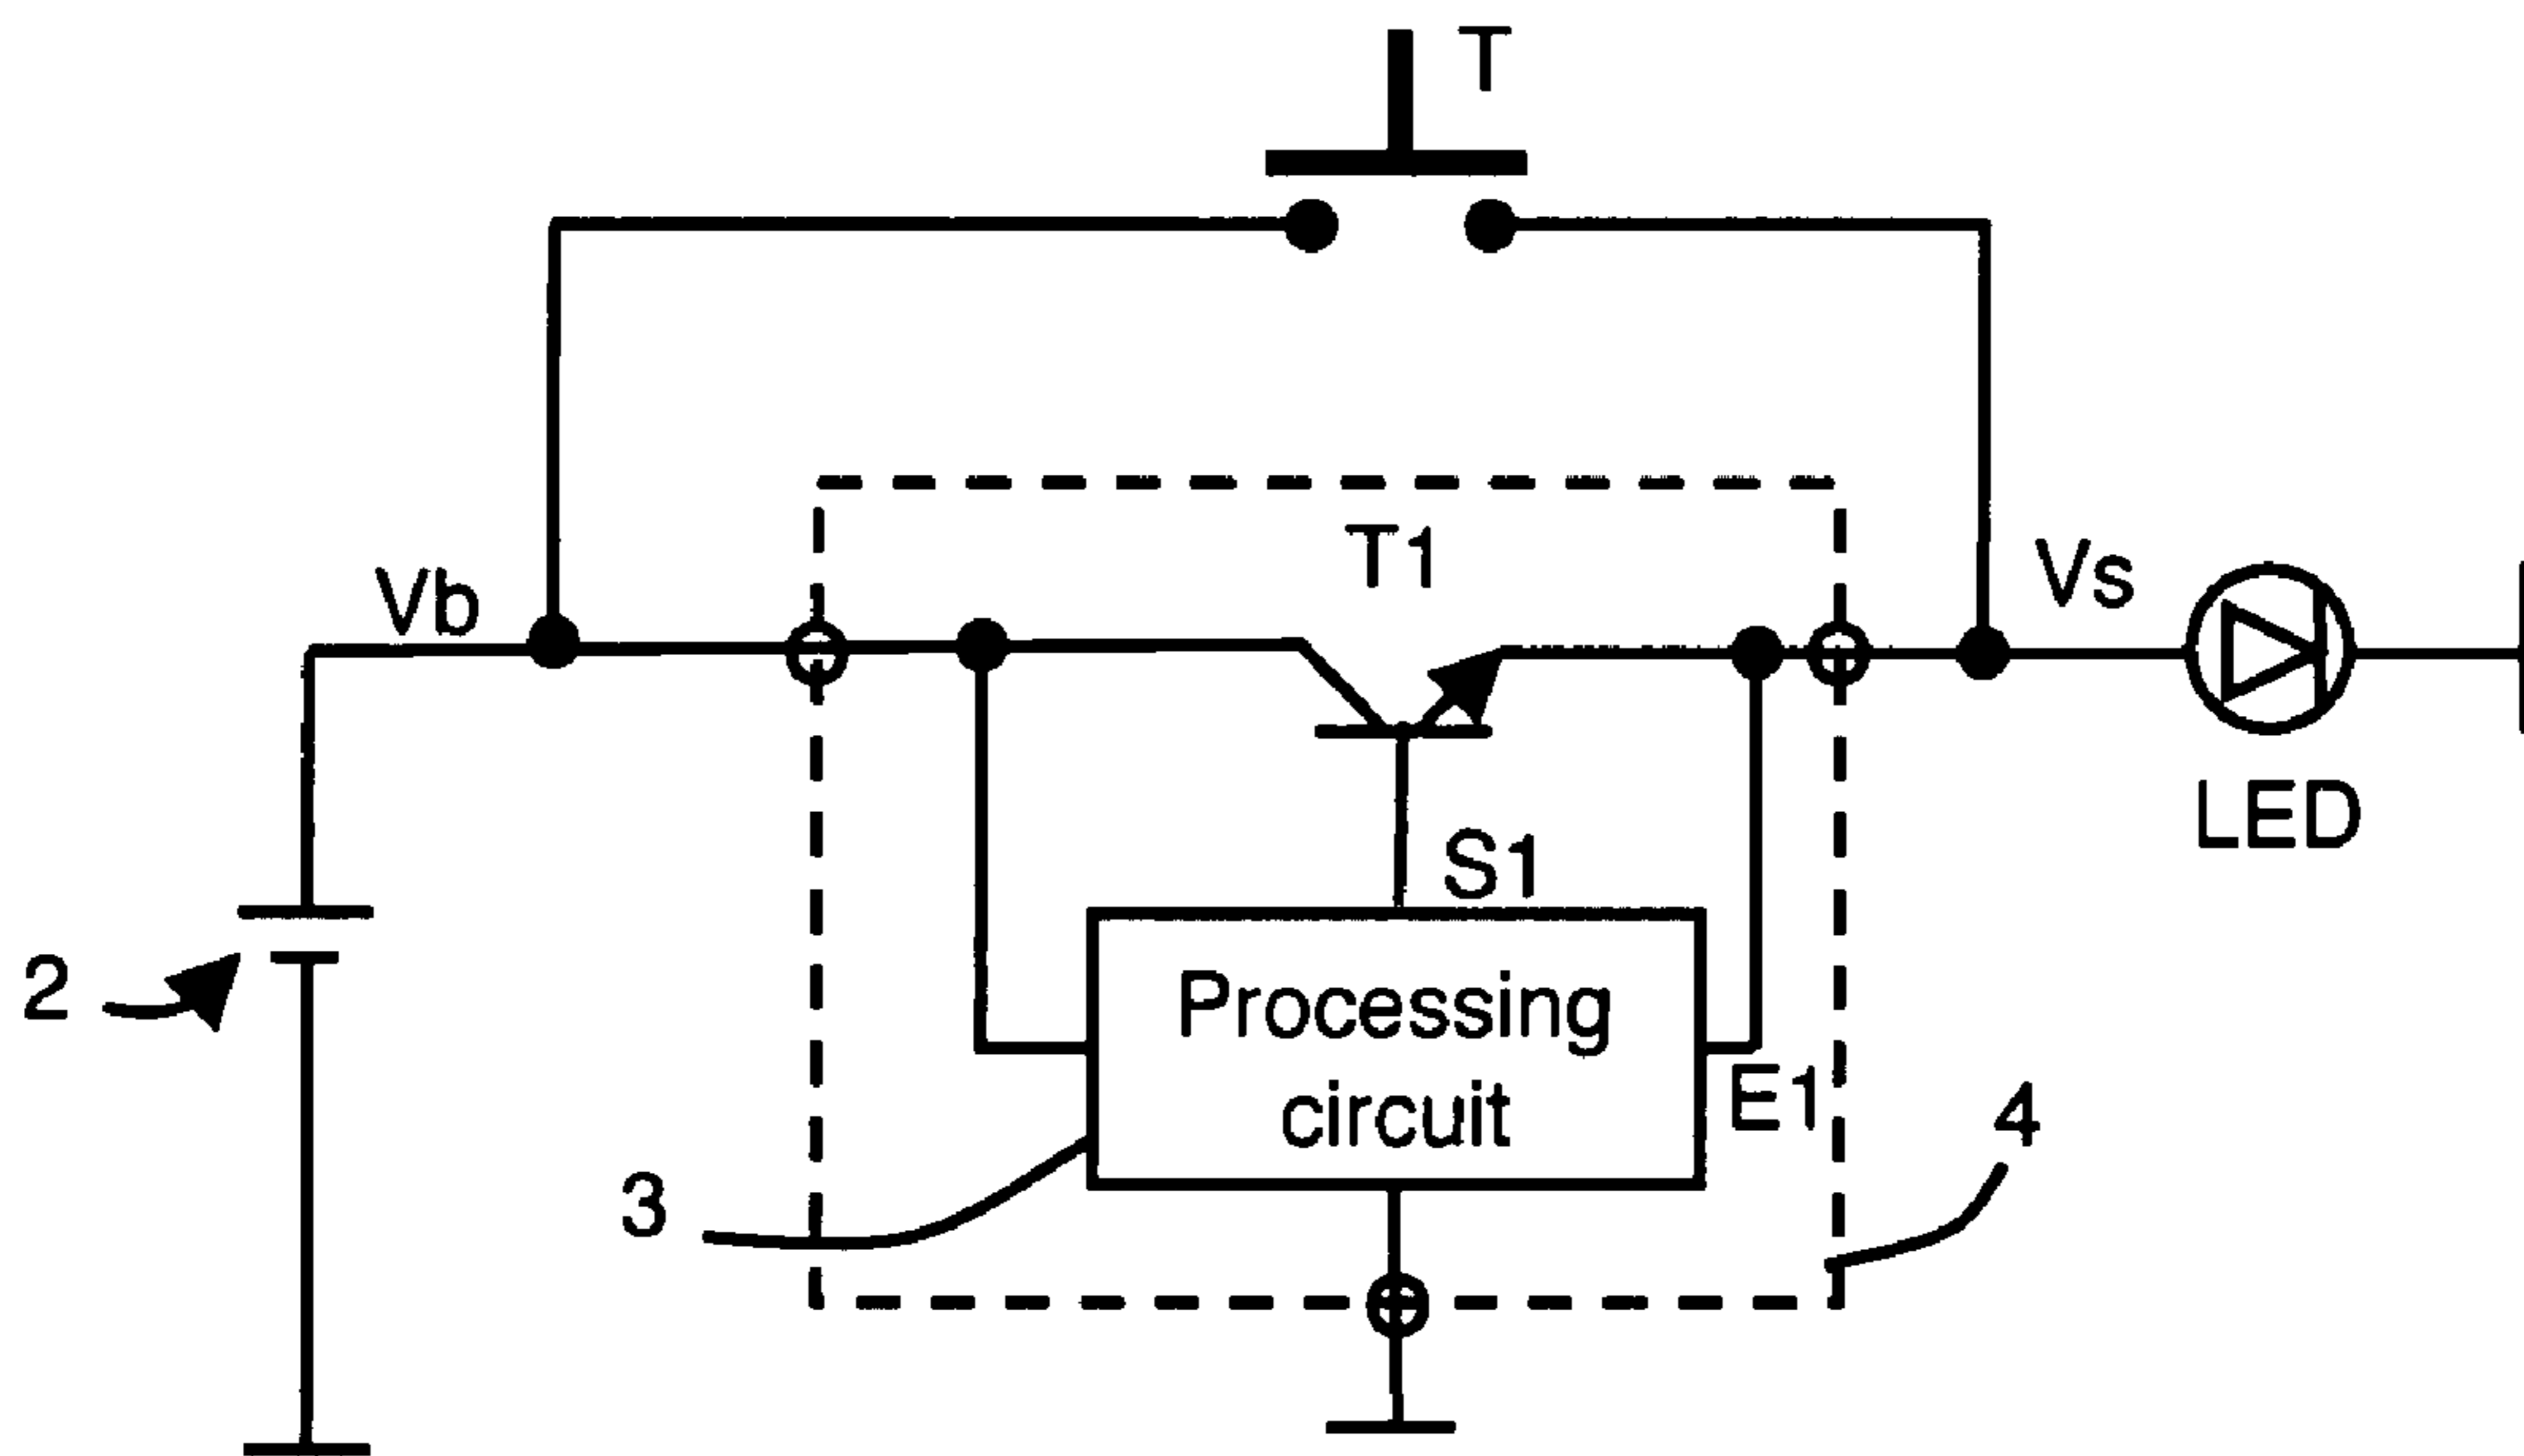 T
T1
Vb
Vs
LED
S1
2
Processing
circuit
E1
4
3